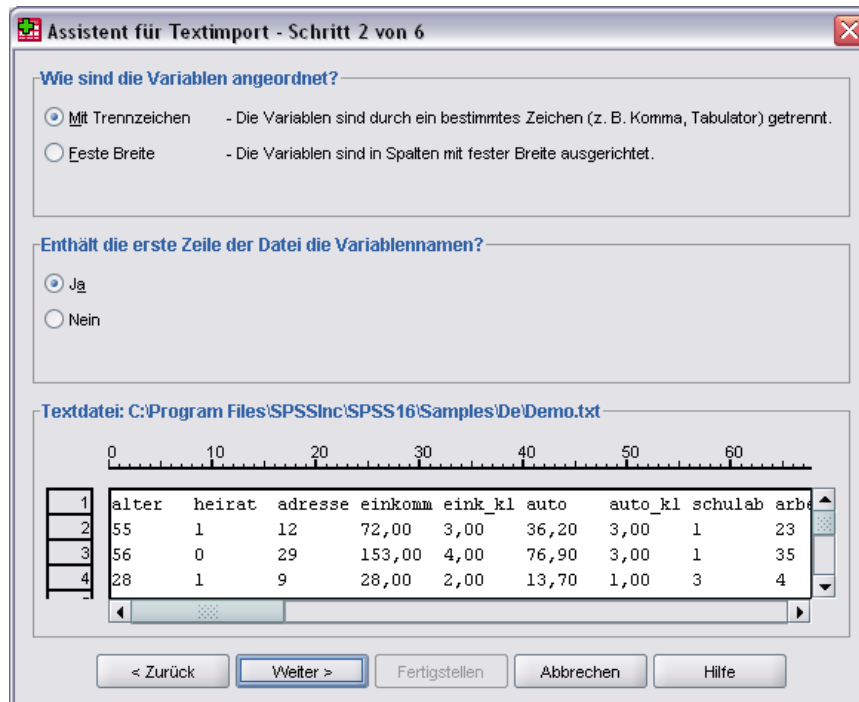 Assistent für Textimport - Schritt 2 von 6
Wie sind die Variablen angeordnet?
Mit Trennzeichen - Die Variablen sind durch ein bestimmtes Zeichen (z. B. Komma, Tabulator) getrennt.
Feste Breite - Die Variablen sind in Spalten mit fester Breite ausgerichtet.
Enthält die erste Zeile der Datei die Variablennamen?
Ja
Nein
Textdatei: C:\Program Files\SPSSInc\SPSS16\Samples\De\Demo.txt
0 10 20 30 40 50 60
1 alter heirat adresse einkomm eink_kl auto auto_kl schulab arbe
2 55 1 12 72,00 3,00 36,20 3,00 1 23
3 56 0 29 153,00 4,00 76,90 3,00 1 35
4 28 1 9 28,00 2,00 13,70 1,00 3 4
< Zurück Weiter > Fertigstellen Abbrechen Hilfe